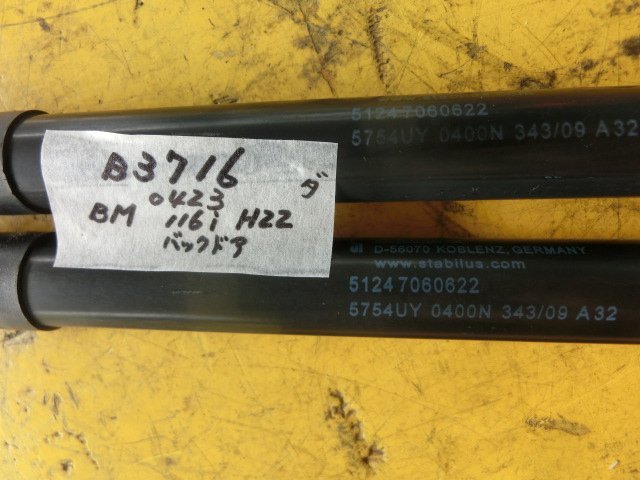 51247060622
5754UY 0400N 343/09 A32
B3716
ダ
0423
BM 116i H22
バックドア
D-56070 KOBLENZ, GERMANY
www.stabilus.com
51247060622
5754UY 0400N 343/09 A32